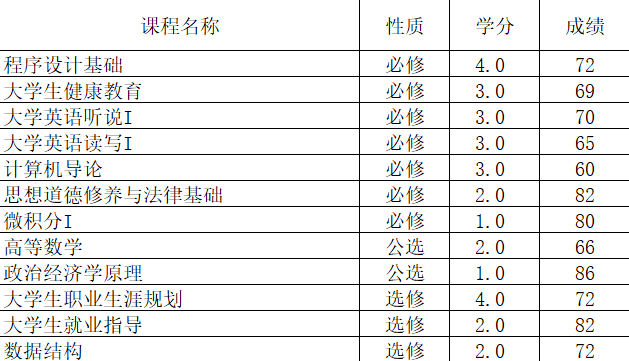 课程名称 性质 学分 成绩
程序设计基础 必修 4.0 72
大学生健康教育 必修 3.0 69
大学英语听说I 必修 3.0 70
大学英语读写I 必修 3.0 65
计算机导论 必修 3.0 60
思想道德修养与法律基础 必修 2.0 82
微积分I 必修 1.0 80
高等数学 公选 2.0 66
政治经济学原理 公选 1.0 86
大学生职业生涯规划 选修 4.0 72
大学生就业指导 选修 2.0 82
数据结构 选修 2.0 72